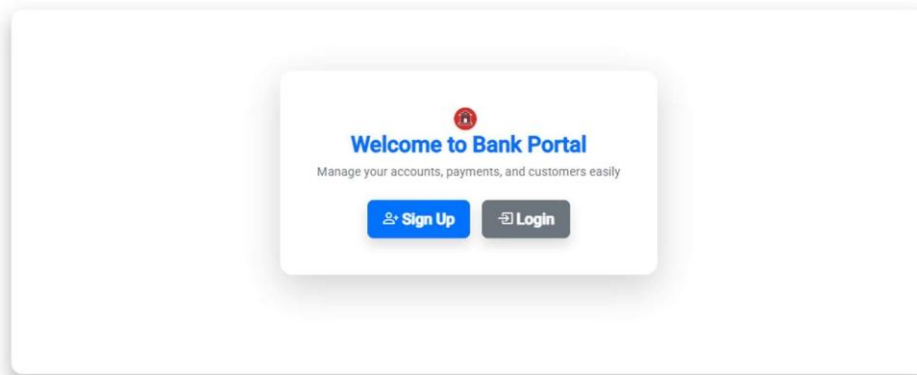 Welcome to Bank Portal
Manage your accounts, payments, and customers easily
Sign Up Login